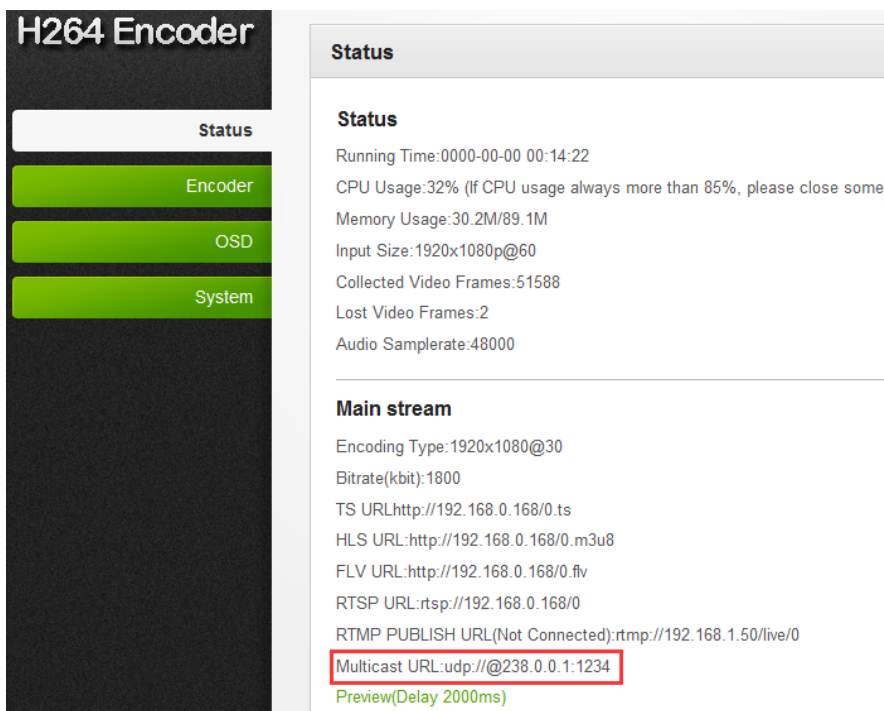 H264 Encoder
Status
Encoder
OSD
System
Status
Status
Running Time:0000-00-00 00:14:22
CPU Usage:32% (If CPU usage always more than 85%, please close some
Memory Usage:30.2M/89.1M
Input Size:1920x1080p@60
Collected Video Frames:51588
Lost Video Frames:2
Audio Samplerate:48000
Main stream
Encoding Type:1920x1080@30
Bitrate(kbit):1800
TS URLhttp://192.168.0.168/0.ts
HLS URL:http://192.168.0.168/0.m3u8
FLV URL:http://192.168.0.168/0.flv
RTSP URL:rtsp://192.168.0.168/0
RTMP PUBLISH URL(Not Connected):rtmp://192.168.1.50/live/0
Multicast URL:udp://@238.0.0.1:1234
Preview(Delay 2000ms)